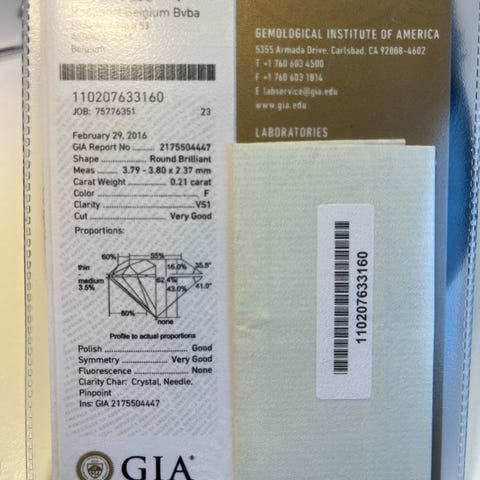 Belgium Bvba
53
Belgium
110207633160
JOB: 75776351 23
February 29, 2016
GIA Report No ........ 2175504447
Shape .............. Round Brilliant
Meas ..... 3.79 - 3.80 x 2.37 mm
Carat Weight ............. 0.21 carat
Color ................................ F
Clarity ............................. VS1
Cut ........................ Very Good
Proportions:
60% 55%
thin 16.0% 35.5°
medium 62.4%
3.5% 43.0% 41.0°
80%
none
Profile to actual proportions
Polish ........................... Good
Symmetry ................. Very Good
Fluorescence ................... None
Clarity Char: Crystal, Needle,
Pinpoint
Ins: GIA 2175504447
GIA®
GEMOLOGICAL INSTITUTE OF AMERICA
5355 Armada Drive, Carlsbad, CA 92008-4602
T +1 760 603 4500
F +1 760 603 1814
E labservice@gia.edu
www.gia.edu
LABORATORIES
110207633160